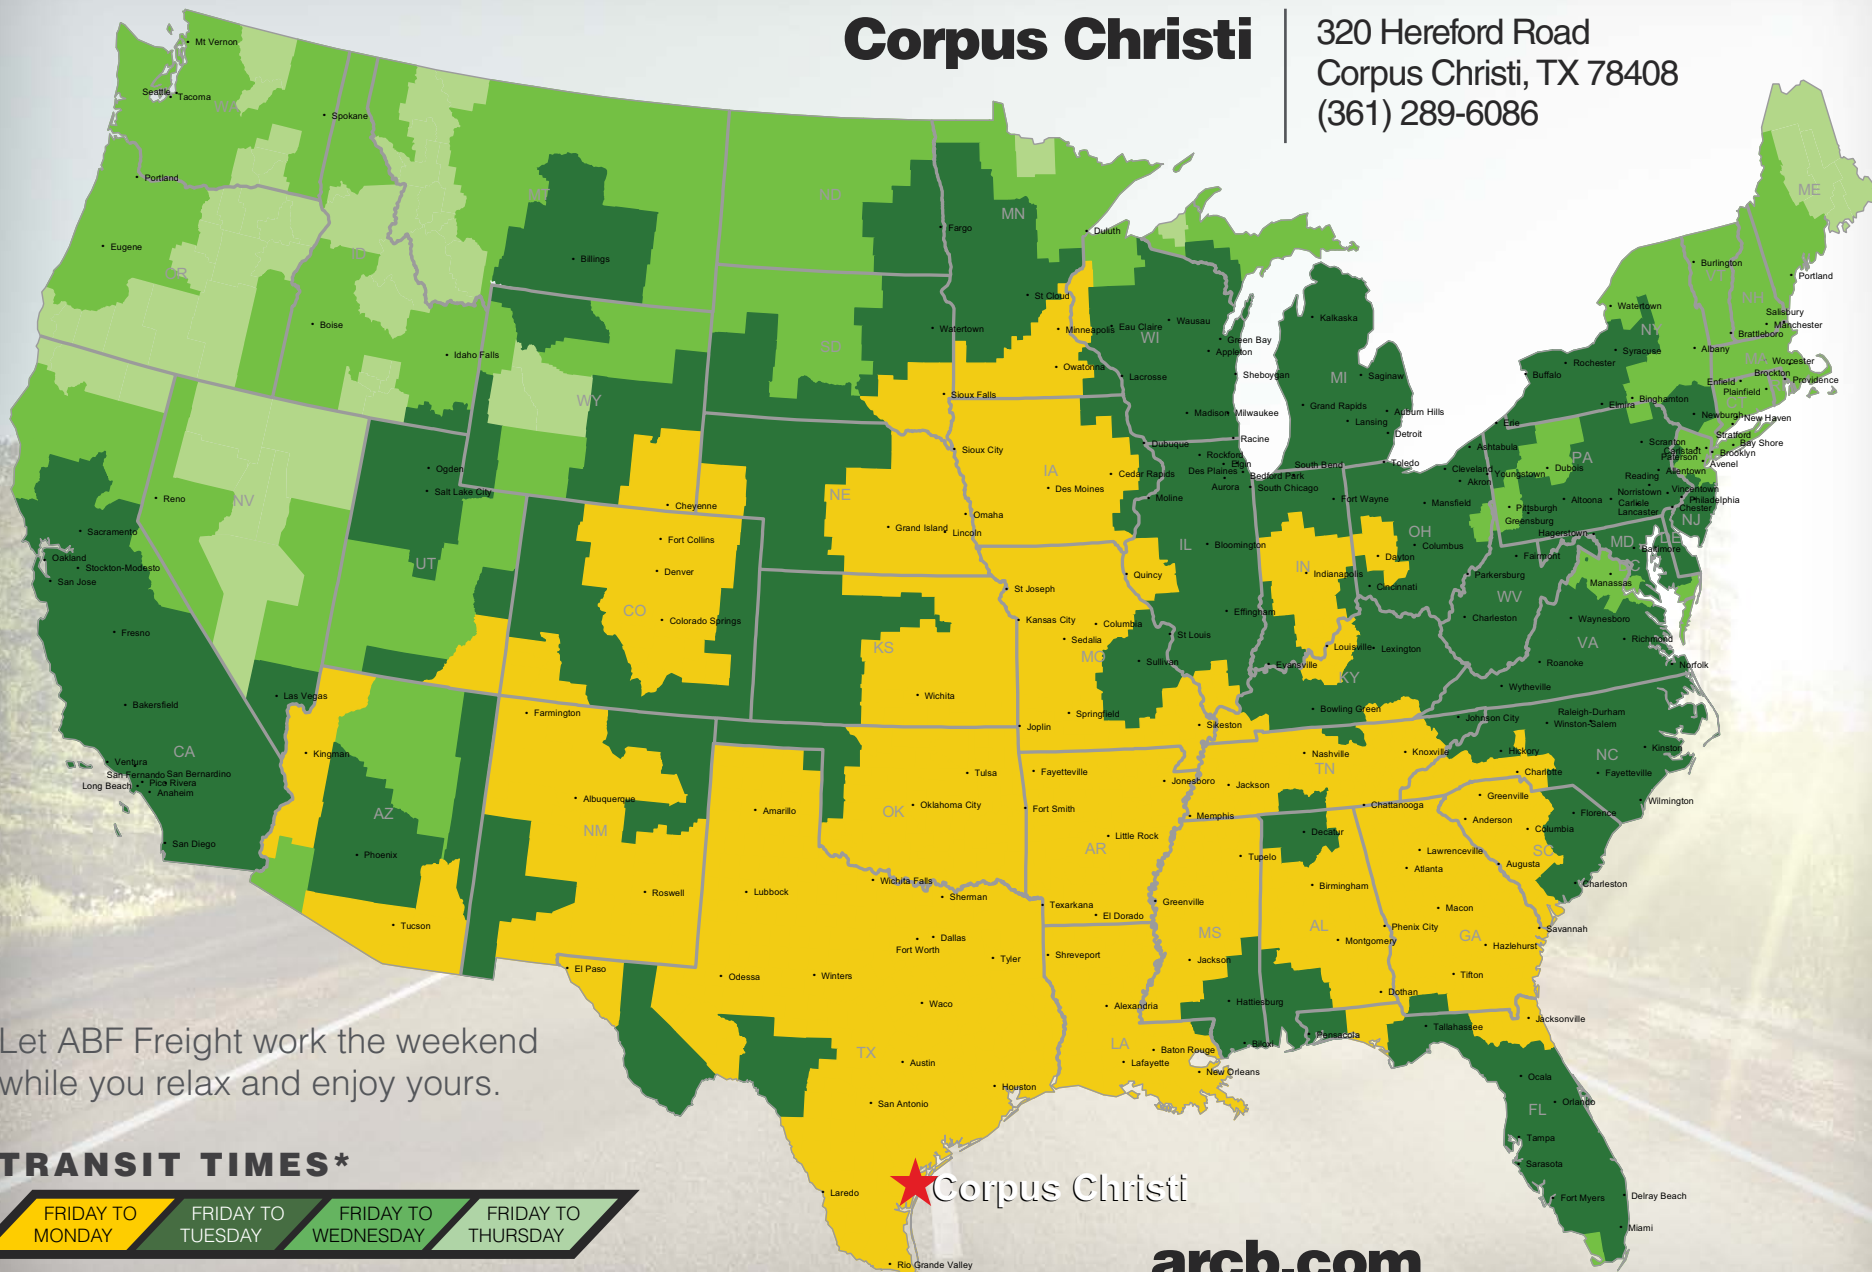 Corpus Christi
320 Hereford Road
Corpus Christi, TX 78408
(361) 289-6086
Mt Vernon
Seattle
Tacoma
Spokane
Portland
Eugene
OR
ID
Boise
Idaho Falls
Billings
ND
MN
Fargo
Duluth
St Cloud
Watertown
Minneapolis
Eau Claire
Wausau
WI
Green Bay
Appleton
Owatonna
Lacrosse
Sheboygan
Sioux Falls
Madison
Milwaukee
Racine
Kalkaska
MI
Saginaw
Grand Rapids
Lansing
Auburn Hills
Detroit
ME
Burlington
Portland
Watertown
NY
Salisbury
Manchester
Brattleboro
Syracuse
Rochester
Albany
Worcester
Buffalo
Brockton
Enfield
Providence
Plainfield
Binghamton
Elmira
Newburgh
New Haven
Erie
Stratford
Bay Shore
Scranton
Brooklyn
Paterson
Avenel
Ashtabula
PA
Allentown
Reading
Cleveland
Youngstown
Dubois
Akron
Norristown
Vincentown
Philadelphia
Altoona
Carlisle
Lancaster
Chester
Pittsburgh
Greensburg
NJ
Hagerstown
MD
DE
Baltimore
Toledo
Mansfield
OH
Columbus
Dayton
Cincinnati
Fairmont
Manassas
Parkersburg
WV
Charleston
Waynesboro
VA
Richmond
Roanoke
Norfolk
Wytheville
South Bend
Fort Wayne
IN
Indianapolis
Louisville
Lexington
Evansville
KY
Bowling Green
Dubuque
Rockford
Elgin
Des Plaines
Bedford Park
Aurora
South Chicago
Moline
IL
Bloomington
Quincy
Effingham
St Louis
Sioux City
IA
Cedar Rapids
Des Moines
Omaha
NE
Grand Island
Lincoln
WY
Cheyenne
Fort Collins
Denver
CO
Colorado Springs
Ogden
Salt Lake City
UT
Reno
NV
Sacramento
Oakland
Stockton-Modesto
San Jose
Fresno
Las Vegas
Bakersfield
CA
Ventura
San Fernando
San Bernardino
Pico Rivera
Long Beach
Anaheim
San Diego
Kingman
AZ
Phoenix
Tucson
Farmington
Albuquerque
NM
Roswell
El Paso
St Joseph
Kansas City
Columbia
Sedalia
MO
Sullivan
KS
Wichita
Springfield
Joplin
Sikeston
Tulsa
Oklahoma City
OK
Fayetteville
Fort Smith
Jonesboro
Little Rock
AR
Amarillo
Lubbock
Wichita Falls
Sherman
Texarkana
El Dorado
Dallas
Fort Worth
Tyler
Shreveport
Odessa
Winters
Waco
Alexandria
TX
Austin
LA
Baton Rouge
Lafayette
New Orleans
Houston
San Antonio
Laredo
Rio Grande Valley
Nashville
TN
Knoxville
Jackson
Memphis
Chattanooga
Johnson City
Raleigh-Durham
Winston-Salem
Hickory
NC
Kinston
Charlotte
Fayetteville
Wilmington
Greenville
Anderson
Florence
Columbia
SC
Charleston
Decatur
Tupelo
Lawrenceville
Atlanta
Augusta
Birmingham
Greenville
Macon
MS
AL
Phenix City
GA
Savannah
Montgomery
Hazlehurst
Jackson
Tifton
Dothan
Hattiesburg
Jacksonville
Tallahassee
Pensacola
Biloxi
Ocala
Orlando
FL
Tampa
Sarasota
Fort Myers
Delray Beach
Miami
Let ABF Freight work the weekend
while you relax and enjoy yours.
TRANSIT TIMES*
FRIDAY TO
MONDAY
FRIDAY TO
TUESDAY
FRIDAY TO
WEDNESDAY
FRIDAY TO
THURSDAY
Corpus Christi
arcb.com